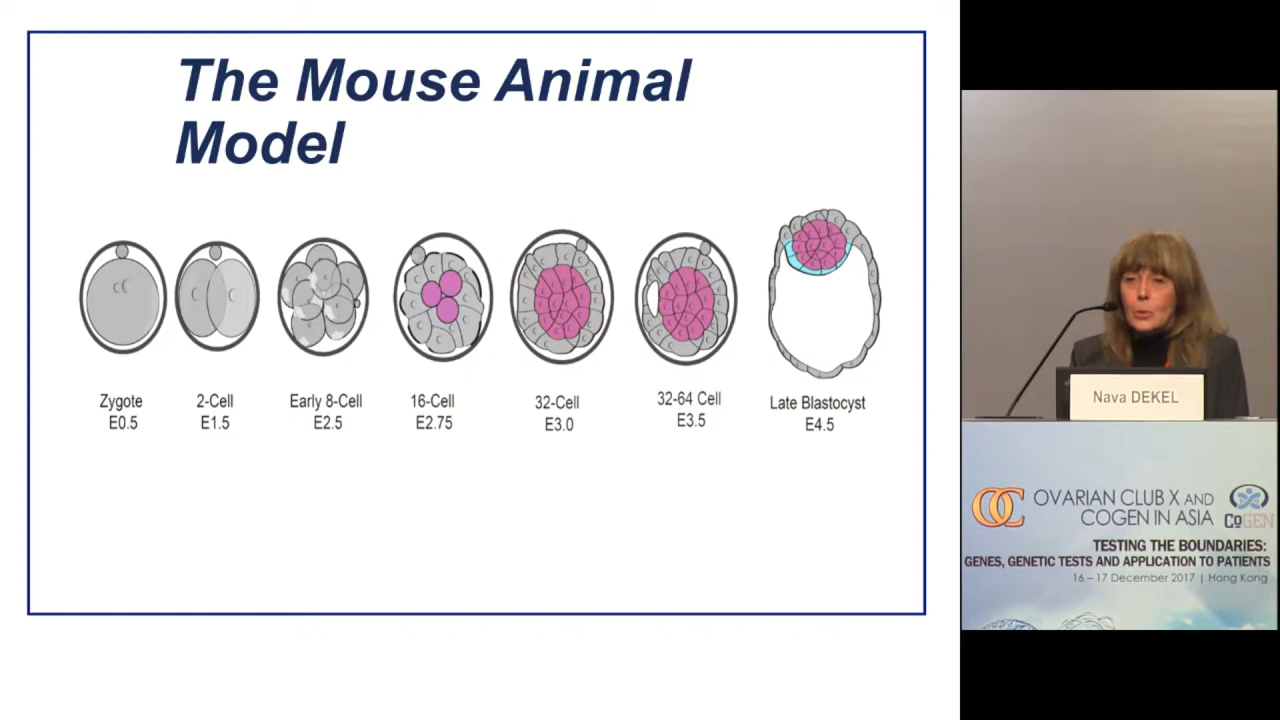 The Mouse Animal
Model
Zygote
E0.5
2-Cell
E1.5
Early 8-Cell
E2.5
16-Cell
E2.75
32-Cell
E3.0
32-64 Cell
E3.5
Late Blastocyst
E4.5
Nava DEKEL
OC
OVARIAN CLUB X AND
COGEN IN ASIA
CoGEN
TESTING THE BOUNDARIES:
GENES, GENETIC TESTS AND APPLICATION TO PATIENTS
16 – 17 December 2017 | Hong Kong